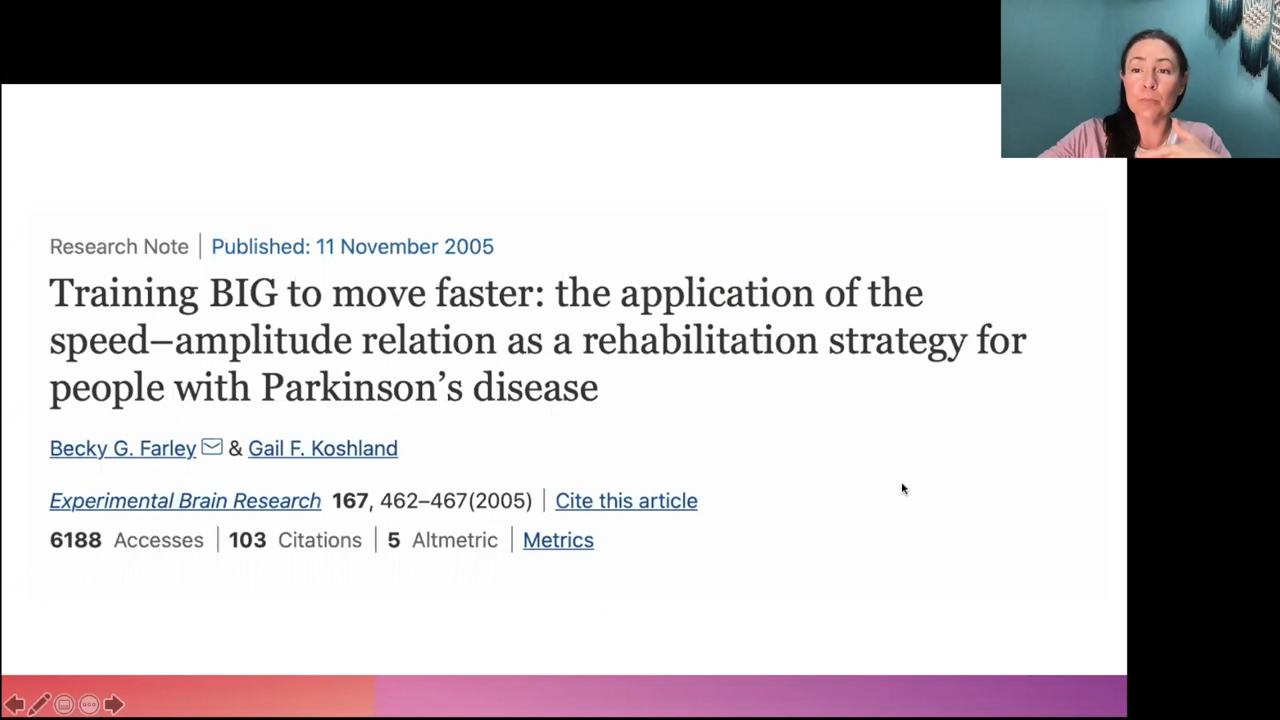 Research Note | Published: 11 November 2005
Training BIG to move faster: the application of the
speed–amplitude relation as a rehabilitation strategy for
people with Parkinson’s disease
Becky G. Farley & Gail F. Koshland
Experimental Brain Research 167, 462–467(2005) | Cite this article
6188 Accesses | 103 Citations | 5 Altmetric | Metrics